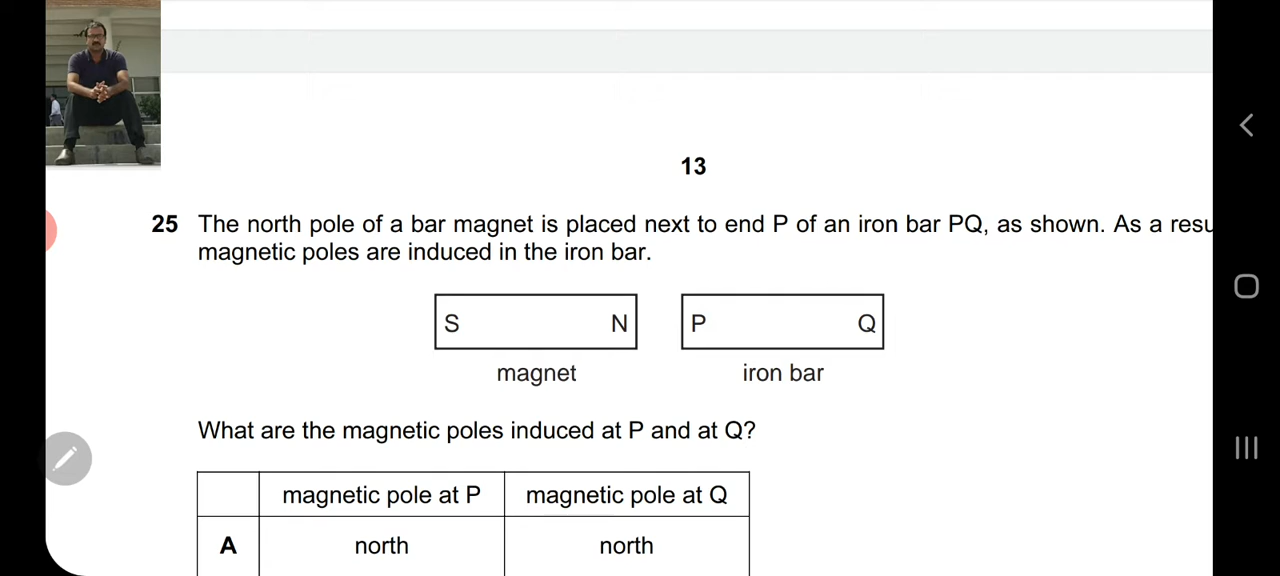 13
25 The north pole of a bar magnet is placed next to end P of an iron bar PQ, as shown. As a resu
magnetic poles are induced in the iron bar.
S N P Q
magnet iron bar
What are the magnetic poles induced at P and at Q?
magnetic pole at P magnetic pole at Q
A north north